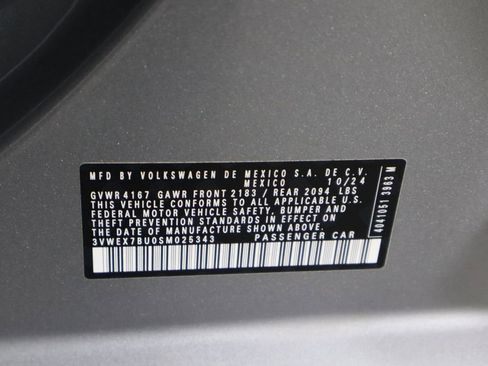 MFD BY VOLKSWAGEN DE MEXICO S.A. DE C.V.
MEXICO 10/24
GVWR 4167 GAWR FRONT 2183 / REAR 2094 LBS
THIS VEHICLE CONFORMS TO ALL APPLICABLE U.S.
FEDERAL MOTOR VEHICLE SAFETY, BUMPER AND
THEFT PREVENTION STANDARDS IN EFFECT ON
THE DATE OF MANUFACTURE SHOWN ABOVE.
3VWEX7BU0SM025343 PASSENGER CAR
4041051 3963 M